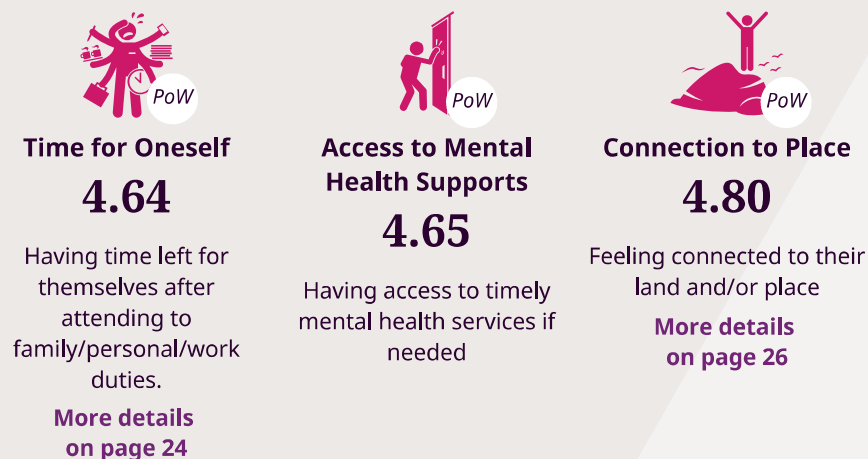 PoW
Time for Oneself
4.64
Having time left for
themselves after
attending to
family/personal/work
duties.
More details
on page 24
PoW
Access to Mental
Health Supports
4.65
Having access to timely
mental health services if
needed
PoW
Connection to Place
4.80
Feeling connected to their
land and/or place
More details
on page 26